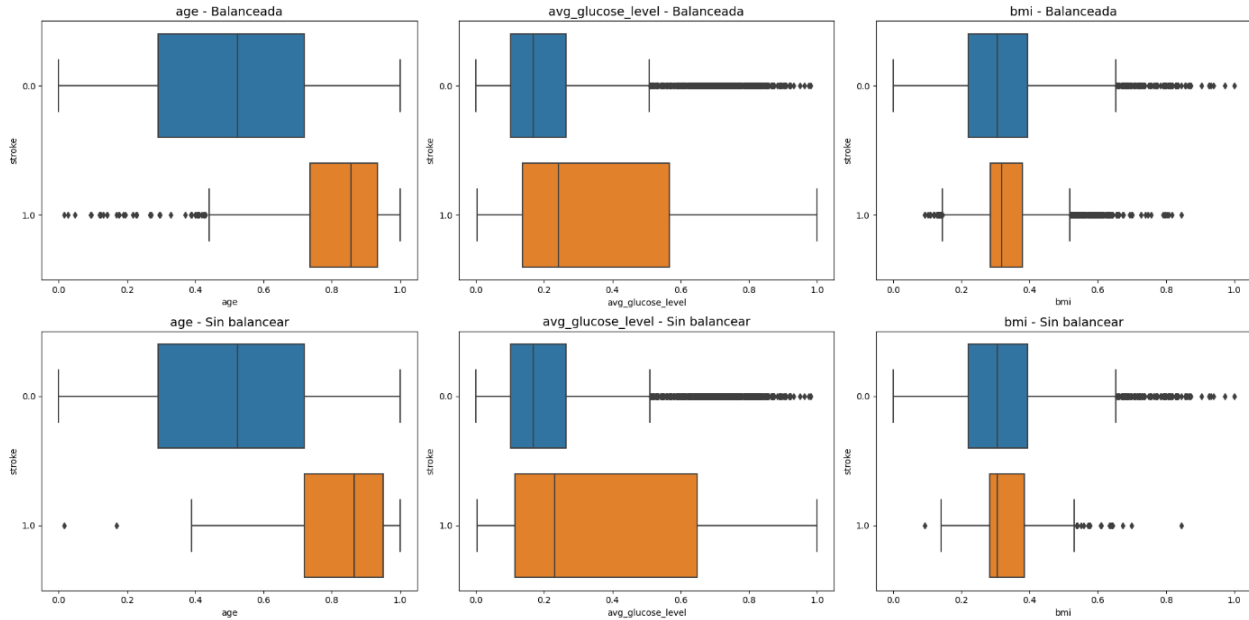 age - Balanceada
stroke
0.0
1.0
0.0 0.2 0.4 0.6 0.8 1.0
age
avg_glucose_level - Balanceada
stroke
0.0
1.0
0.0 0.2 0.4 0.6 0.8 1.0
avg_glucose_level
bmi - Balanceada
stroke
0.0
1.0
0.0 0.2 0.4 0.6 0.8 1.0
bmi
age - Sin balancear
stroke
0.0
1.0
0.0 0.2 0.4 0.6 0.8 1.0
age
avg_glucose_level - Sin balancear
stroke
0.0
1.0
0.0 0.2 0.4 0.6 0.8 1.0
avg_glucose_level
bmi - Sin balancear
stroke
0.0
1.0
0.0 0.2 0.4 0.6 0.8 1.0
bmi